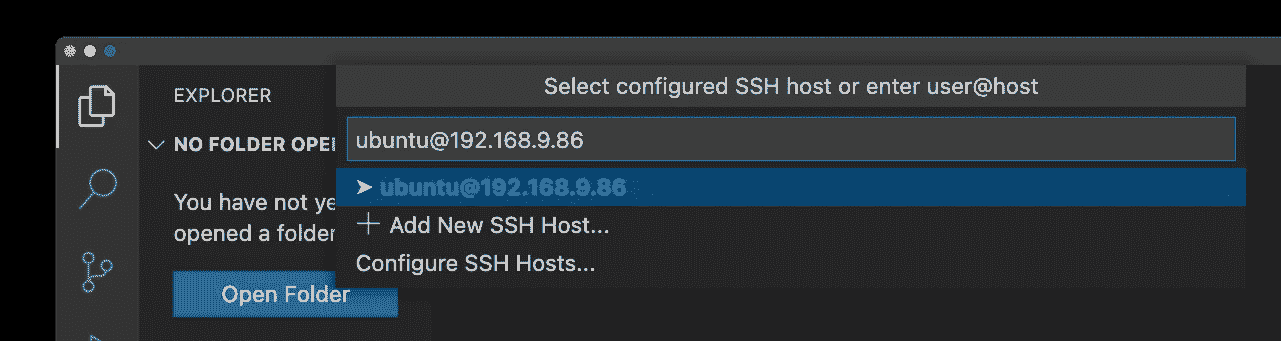 Select configured SSH host or enter user@host
EXPLORER
ubuntu@192.168.9.86
NO FOLDER OPE
ubuntu@192.168.9.86
You have not ye
opened a folder
+ Add New SSH Host...
Configure SSH Hosts...
Open Folder